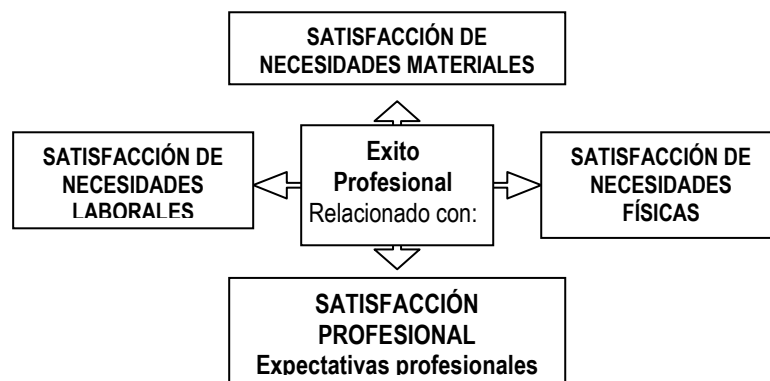 SATISFACCIÓN DE
NECESIDADES MATERIALES
SATISFACCIÓN DE
NECESIDADES
LABORALES
Exito
Profesional
Relacionado con:
SATISFACCIÓN DE
NECESIDADES
FÍSICAS
SATISFACCIÓN
PROFESIONAL
Expectativas profesionales